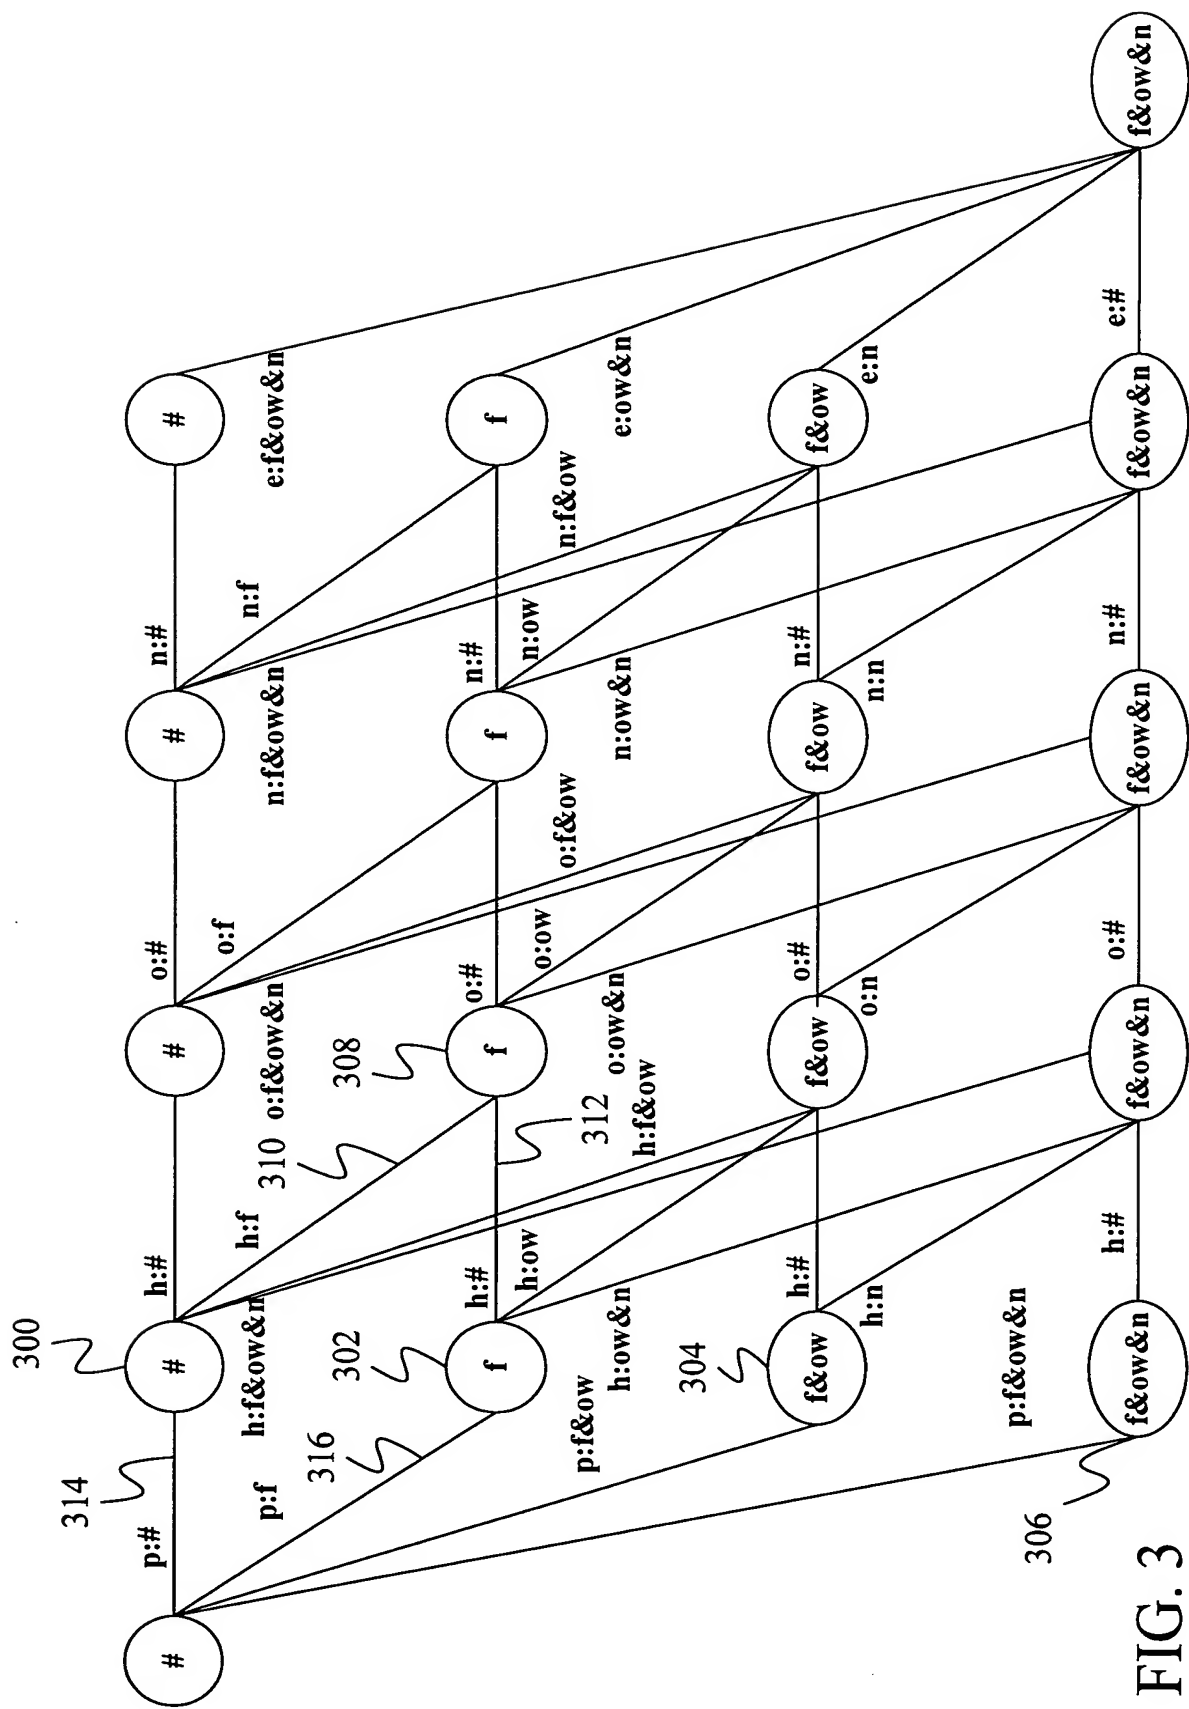 #
p:#
314
300
#
h:#
#
o:#
#
n:#
#
p:f
316
h:f&ow&n
h:f
310
o:f&ow&n
o:f
n:f&ow&n
n:f
e:f&ow&n
302
f
h:#
h:ow
308
f
o:#
o:ow
f
n:#
n:ow
f
p:f&ow
h:ow&n
312
h:f&ow
o:ow&n
o:f&ow
n:ow&n
n:f&ow
e:ow&n
304
f&ow
h:#
h:n
f&ow
o:#
o:n
f&ow
n:#
n:n
f&ow
e:n
p:f&ow&n
306
f&ow&n
h:#
f&ow&n
o:#
f&ow&n
n:#
f&ow&n
e:#
f&ow&n
FIG. 3